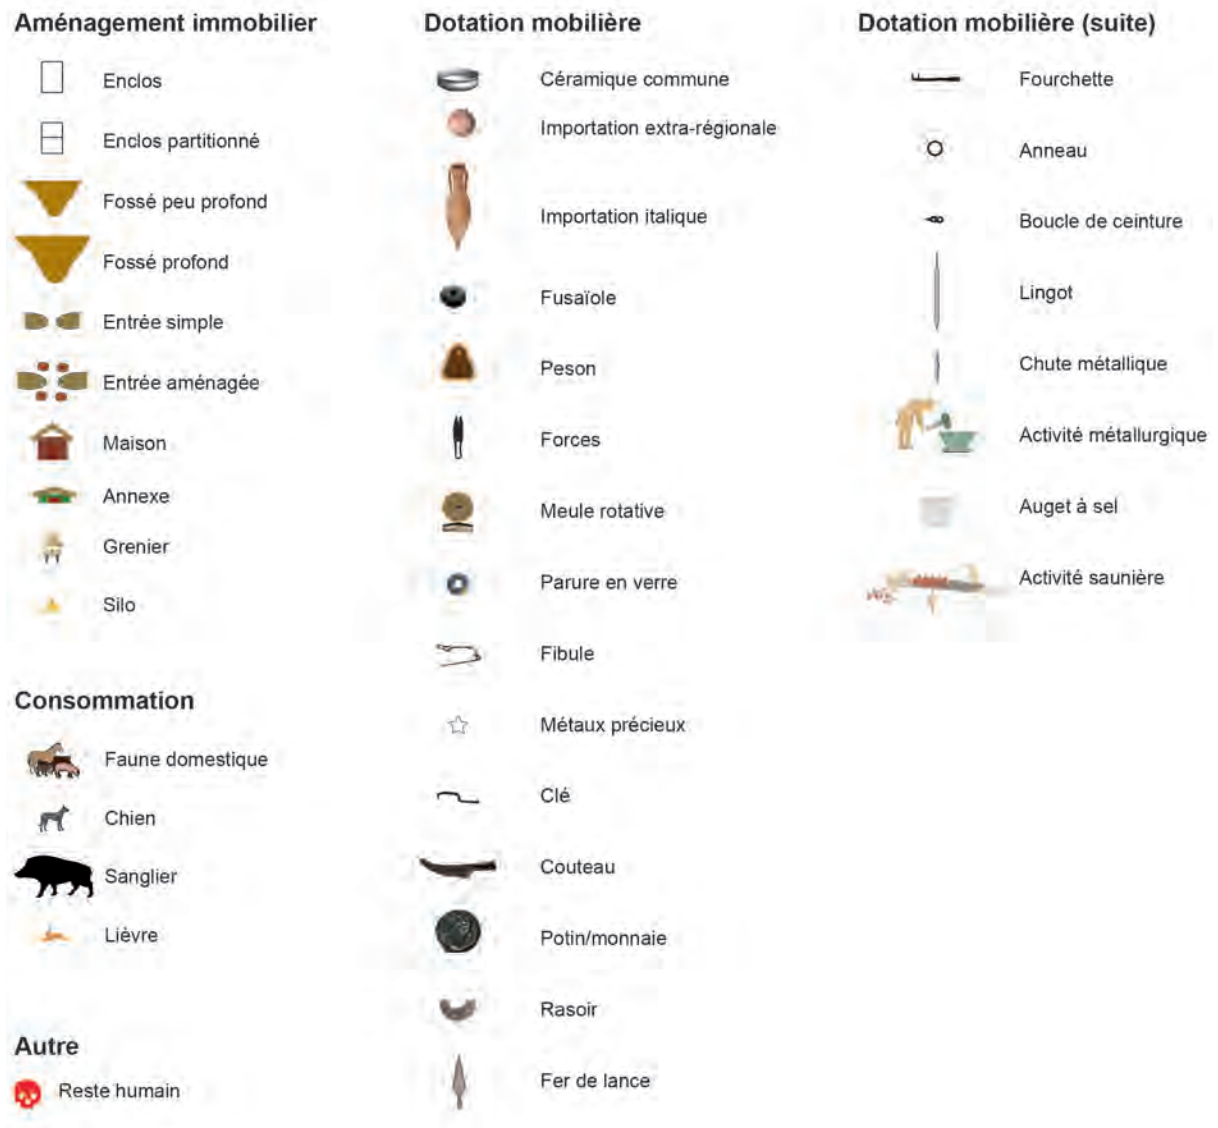 Aménagement immobilier
Enclos
Enclos partitionné
Fossé peu profond
Fossé profond
Entrée simple
Entrée aménagée
Maison
Annexe
Grenier
Silo
Consommation
Faune domestique
Chien
Sanglier
Lièvre
Autre
Reste humain
Dotation mobilière
Céramique commune
Importation extra-régionale
Importation italique
Fusaïole
Peson
Forces
Meule rotative
Parure en verre
Fibule
Métaux précieux
Clé
Couteau
Potin/monnaie
Rasoir
Fer de lance
Dotation mobilière (suite)
Fourchette
Anneau
Boucle de ceinture
Lingot
Chute métallique
Activité métallurgique
Auget à sel
Activité saunière